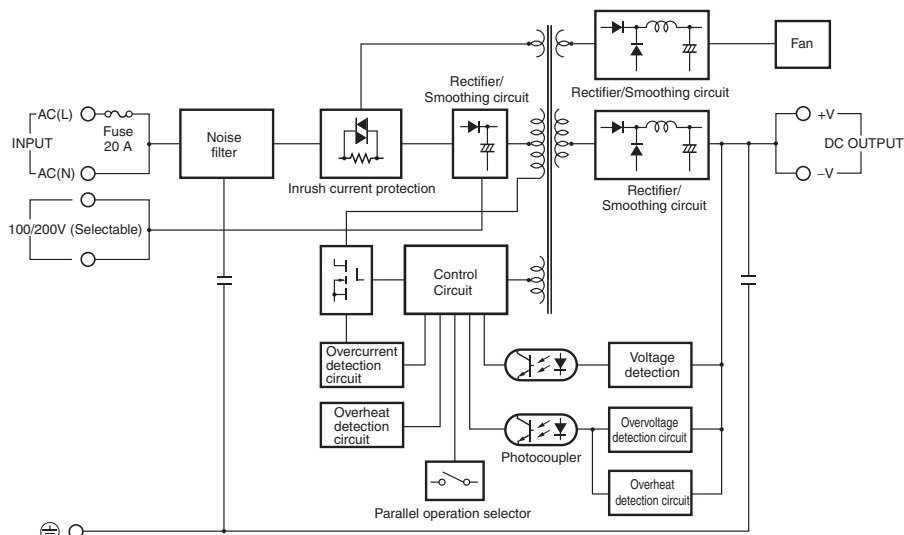 Fan
Rectifier/Smoothing circuit
Rectifier/
Smoothing circuit
AC(L)
Fuse
20 A
INPUT
AC(N)
Noise
filter
Inrush current protection
+V
DC OUTPUT
–V
Rectifier/
Smoothing circuit
100/200V (Selectable)
Control
Circuit
Overcurrent
detection
circuit
Voltage
detection
Overheat
detection
circuit
Overvoltage
detection circuit
Photocoupler
Overheat
detection circuit
Parallel operation selector